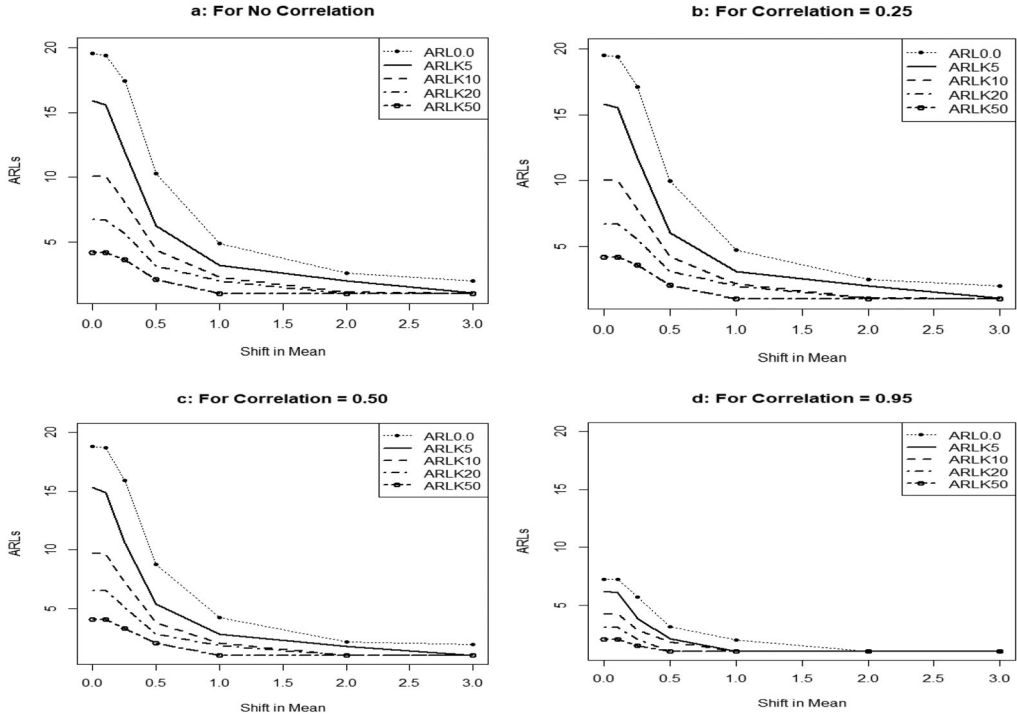 a: For No Correlation
ARLs
20
15
10
5
ARL0.0
ARLK5
ARLK10
ARLK20
ARLK50
0.0 0.5 1.0 1.5 2.0 2.5 3.0
Shift in Mean
b: For Correlation = 0.25
ARLs
20
15
10
5
ARL0.0
ARLK5
ARLK10
ARLK20
ARLK50
0.0 0.5 1.0 1.5 2.0 2.5 3.0
Shift in Mean
c: For Correlation = 0.50
ARLs
20
15
10
5
ARL0.0
ARLK5
ARLK10
ARLK20
ARLK50
0.0 0.5 1.0 1.5 2.0 2.5 3.0
Shift in Mean
d: For Correlation = 0.95
ARLs
20
15
10
5
ARL0.0
ARLK5
ARLK10
ARLK20
ARLK50
0.0 0.5 1.0 1.5 2.0 2.5 3.0
Shift in Mean